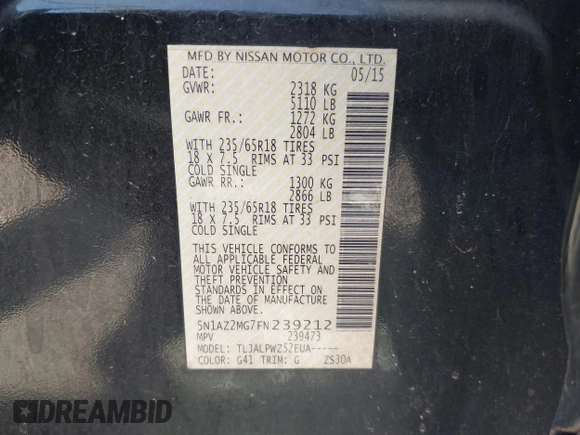 MFD BY NISSAN MOTOR CO., LTD.
DATE: 05/15
GVWR: 2318 KG
5110 LB
GAWR FR.: 1272 KG
2804 LB
WITH 235/65R18 TIRES
18 X 7.5 RIMS AT 33 PSI
COLD SINGLE
GAWR RR.: 1300 KG
2866 LB
WITH 235/65R18 TIRES
18 X 7.5 RIMS AT 33 PSI
COLD SINGLE
THIS VEHICLE CONFORMS TO
ALL APPLICABLE FEDERAL
MOTOR VEHICLE SAFETY AND
THEFT PREVENTION
STANDARDS IN EFFECT ON
THE DATE OF MANUFACTURE
SHOWN ABOVE.
5N1AZ2MG7FN239212
MPV 239473
MODEL: TLJALPWZ52EUA-----
COLOR: G41 TRIM: G ZS30A
DREAMBID